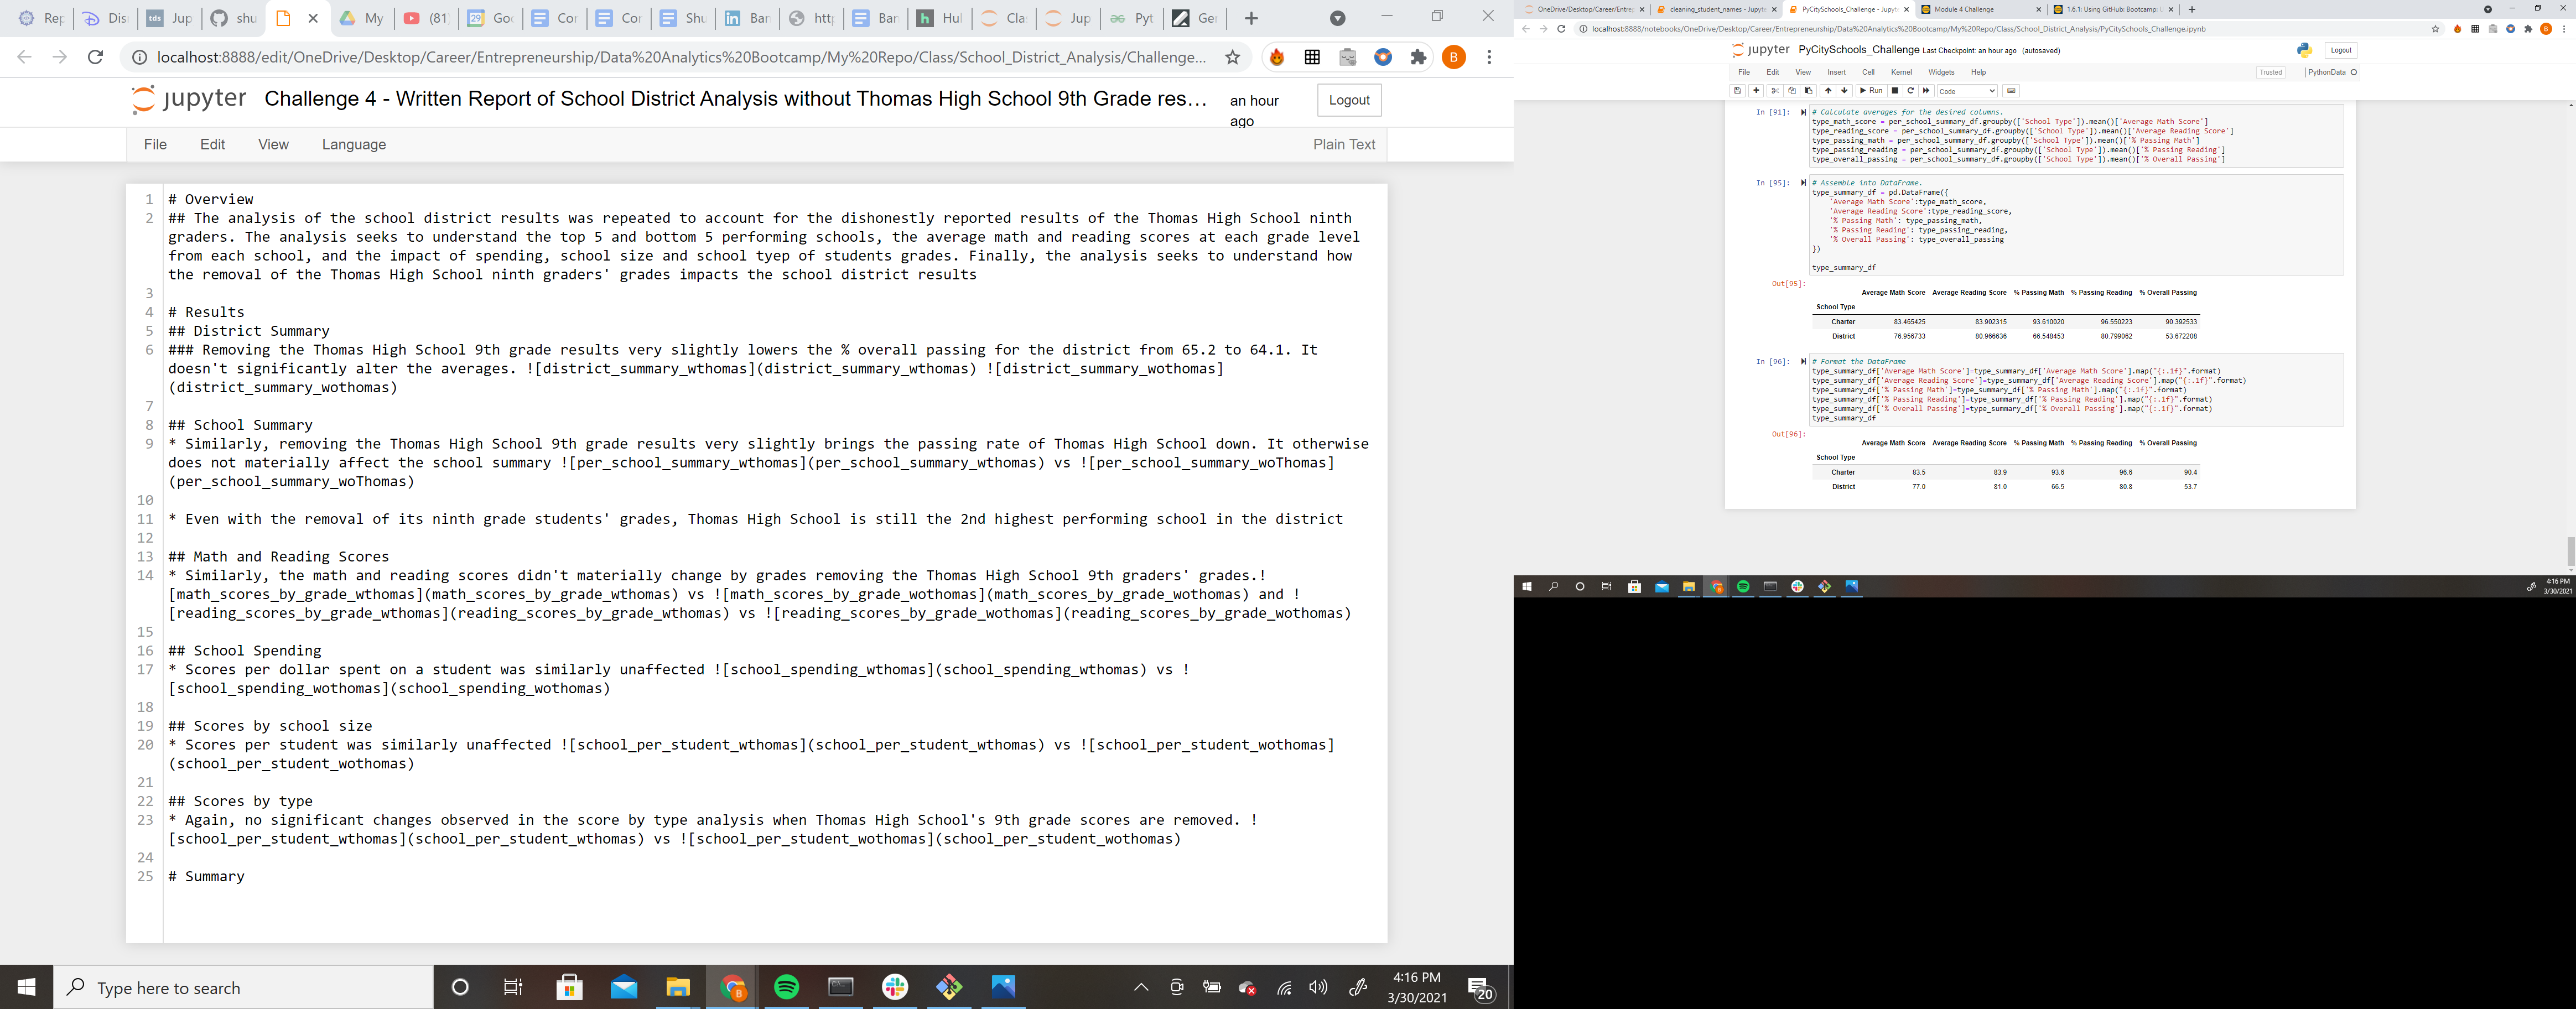 Rep
Dis
tds Jup
shu
My
(81
29 Goo
Cor
Cor
Shu
in Bar
http
Bar
h Hul
Cla
Jup
Pyt
Ger
localhost:8888/edit/OneDrive/Desktop/Career/Entrepreneurship/Data%20Analytics%20Bootcamp/My%20Repo/Class/School_District_Analysis/Challenge...
B
jupyter Challenge 4 - Written Report of School District Analysis without Thomas High School 9th Grade res... an hour ago Logout
File Edit View Language Plain Text
1 # Overview
2 ## The analysis of the school district results was repeated to account for the dishonestly reported results of the Thomas High School ninth
graders. The analysis seeks to understand the top 5 and bottom 5 performing schools, the average math and reading scores at each grade level
from each school, and the impact of spending, school size and school tyep of students grades. Finally, the analysis seeks to understand how
the removal of the Thomas High School ninth graders' grades impacts the school district results
3
4 # Results
5 ## District Summary
6 ### Removing the Thomas High School 9th grade results very slightly lowers the % overall passing for the district from 65.2 to 64.1. It
doesn't significantly alter the averages. ![district_summary_wthomas](district_summary_wthomas) ![district_summary_wothomas]
(district_summary_wothomas)
7
8 ## School Summary
9 * Similarly, removing the Thomas High School 9th grade results very slightly brings the passing rate of Thomas High School down. It otherwise
does not materially affect the school summary ![per_school_summary_wthomas](per_school_summary_wthomas) vs ![per_school_summary_woThomas]
(per_school_summary_woThomas)
10
11 * Even with the removal of its ninth grade students' grades, Thomas High School is still the 2nd highest performing school in the district
12
13 ## Math and Reading Scores
14 * Similarly, the math and reading scores didn't materially change by grades removing the Thomas High School 9th graders' grades.!
[math_scores_by_grade_wthomas](math_scores_by_grade_wthomas) vs ![math_scores_by_grade_wothomas](math_scores_by_grade_wothomas) and !
[reading_scores_by_grade_wthomas](reading_scores_by_grade_wthomas) vs ![reading_scores_by_grade_wothomas](reading_scores_by_grade_wothomas)
15
16 ## School Spending
17 * Scores per dollar spent on a student was similarly unaffected ![school_spending_wthomas](school_spending_wthomas) vs !
[school_spending_wothomas](school_spending_wothomas)
18
19 ## Scores by school size
20 * Scores per student was similarly unaffected ![school_per_student_wthomas](school_per_student_wthomas) vs ![school_per_student_wothomas]
(school_per_student_wothomas)
21
22 ## Scores by type
23 * Again, no significant changes observed in the score by type analysis when Thomas High School's 9th grade scores are removed. !
[school_per_student_wthomas](school_per_student_wthomas) vs ![school_per_student_wothomas](school_per_student_wothomas)
24
25 # Summary
Type here to search
4:16 PM
3/30/2021
20
OneDrive/Desktop/Career/Entrep
cleaning_student_names - Jupyte
PyCitySchools_Challenge - Jupyt
Module 4 Challenge
1.6.1: Using GitHub: Bootcamp:
localhost:8888/notebooks/OneDrive/Desktop/Career/Entrepreneurship/Data%20Analytics%20Bootcamp/My%20Repo/Class/School_District_Analysis/PyCitySchools_Challenge.ipynb
jupyter PyCitySchools_Challenge Last Checkpoint: an hour ago (autosaved) Logout
File Edit View Insert Cell Kernel Widgets Help Trusted PythonData
Run Code
In [91]: # Calculate averages for the desired columns.
type_math_score = per_school_summary_df.groupby(['School Type']).mean()['Average Math Score']
type_reading_score = per_school_summary_df.groupby(['School Type']).mean()['Average Reading Score']
type_passing_math = per_school_summary_df.groupby(['School Type']).mean()['% Passing Math']
type_passing_reading = per_school_summary_df.groupby(['School Type']).mean()['% Passing Reading']
type_overall_passing = per_school_summary_df.groupby(['School Type']).mean()['% Overall Passing']
In [95]: # Assemble into DataFrame.
type_summary_df = pd.DataFrame({
'Average Math Score':type_math_score,
'Average Reading Score':type_reading_score,
'% Passing Math': type_passing_math,
'% Passing Reading': type_passing_reading,
'% Overall Passing': type_overall_passing
})
type_summary_df
Out[95]:
Average Math Score Average Reading Score % Passing Math % Passing Reading % Overall Passing
School Type
Charter 83.465425 83.902315 93.610020 96.550223 90.392533
District 76.956733 80.966636 66.548453 80.799062 53.672208
In [96]: # Format the DataFrame
type_summary_df['Average Math Score']=type_summary_df['Average Math Score'].map("{:.1f}".format)
type_summary_df['Average Reading Score']=type_summary_df['Average Reading Score'].map("{:.1f}".format)
type_summary_df['% Passing Math']=type_summary_df['% Passing Math'].map("{:.1f}".format)
type_summary_df['% Passing Reading']=type_summary_df['% Passing Reading'].map("{:.1f}".format)
type_summary_df['% Overall Passing']=type_summary_df['% Overall Passing'].map("{:.1f}".format)
type_summary_df
Out[96]:
Average Math Score Average Reading Score % Passing Math % Passing Reading % Overall Passing
School Type
Charter 83.5 83.9 93.6 96.6 90.4
District 77.0 81.0 66.5 80.8 53.7
4:16 PM
3/30/2021